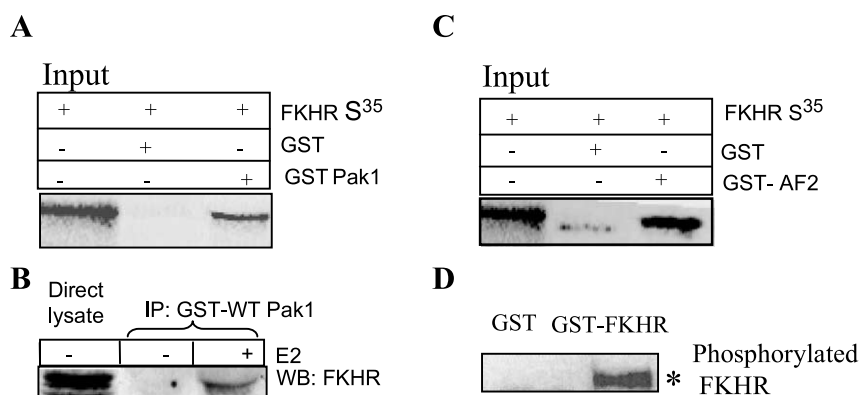 A
Input
+ + + FKHR S³⁵
- + - GST
- - + GST Pak1
B
Direct lysate
IP: GST-WT Pak1
- - + E2
WB: FKHR
C
Input
+ + + FKHR S³⁵
- + - GST
- - + GST- AF2
D
GST GST-FKHR
* Phosphorylated
FKHR